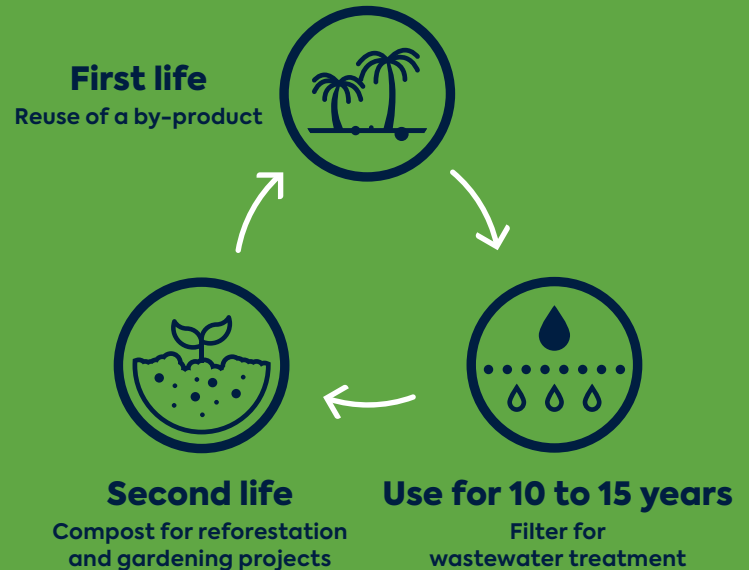 First life
Reuse of a by-product
Second life
Compost for reforestation
and gardening projects
Use for 10 to 15 years
Filter for
wastewater treatment